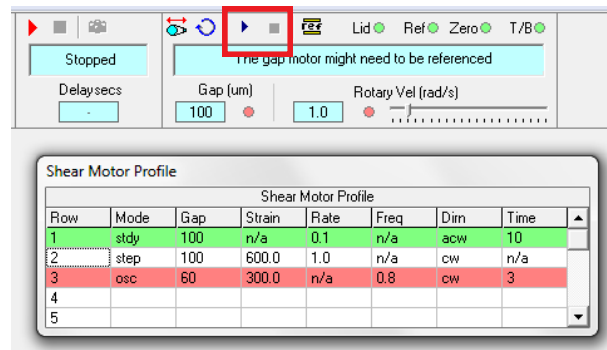 ref Lid Ref Zero T/B
Stopped The gap motor might need to be referenced
Delaysecs Gap (um) Rotary Vel (rad/s)
- 100 1.0
Shear Motor Profile
Shear Motor Profile
Row Mode Gap Strain Rate Freq Dirn Time
1 stdy 100 n/a 0.1 n/a acw 10
2 step 100 600.0 1.0 n/a cw n/a
3 osc 60 300.0 n/a 0.8 cw 3
4
5